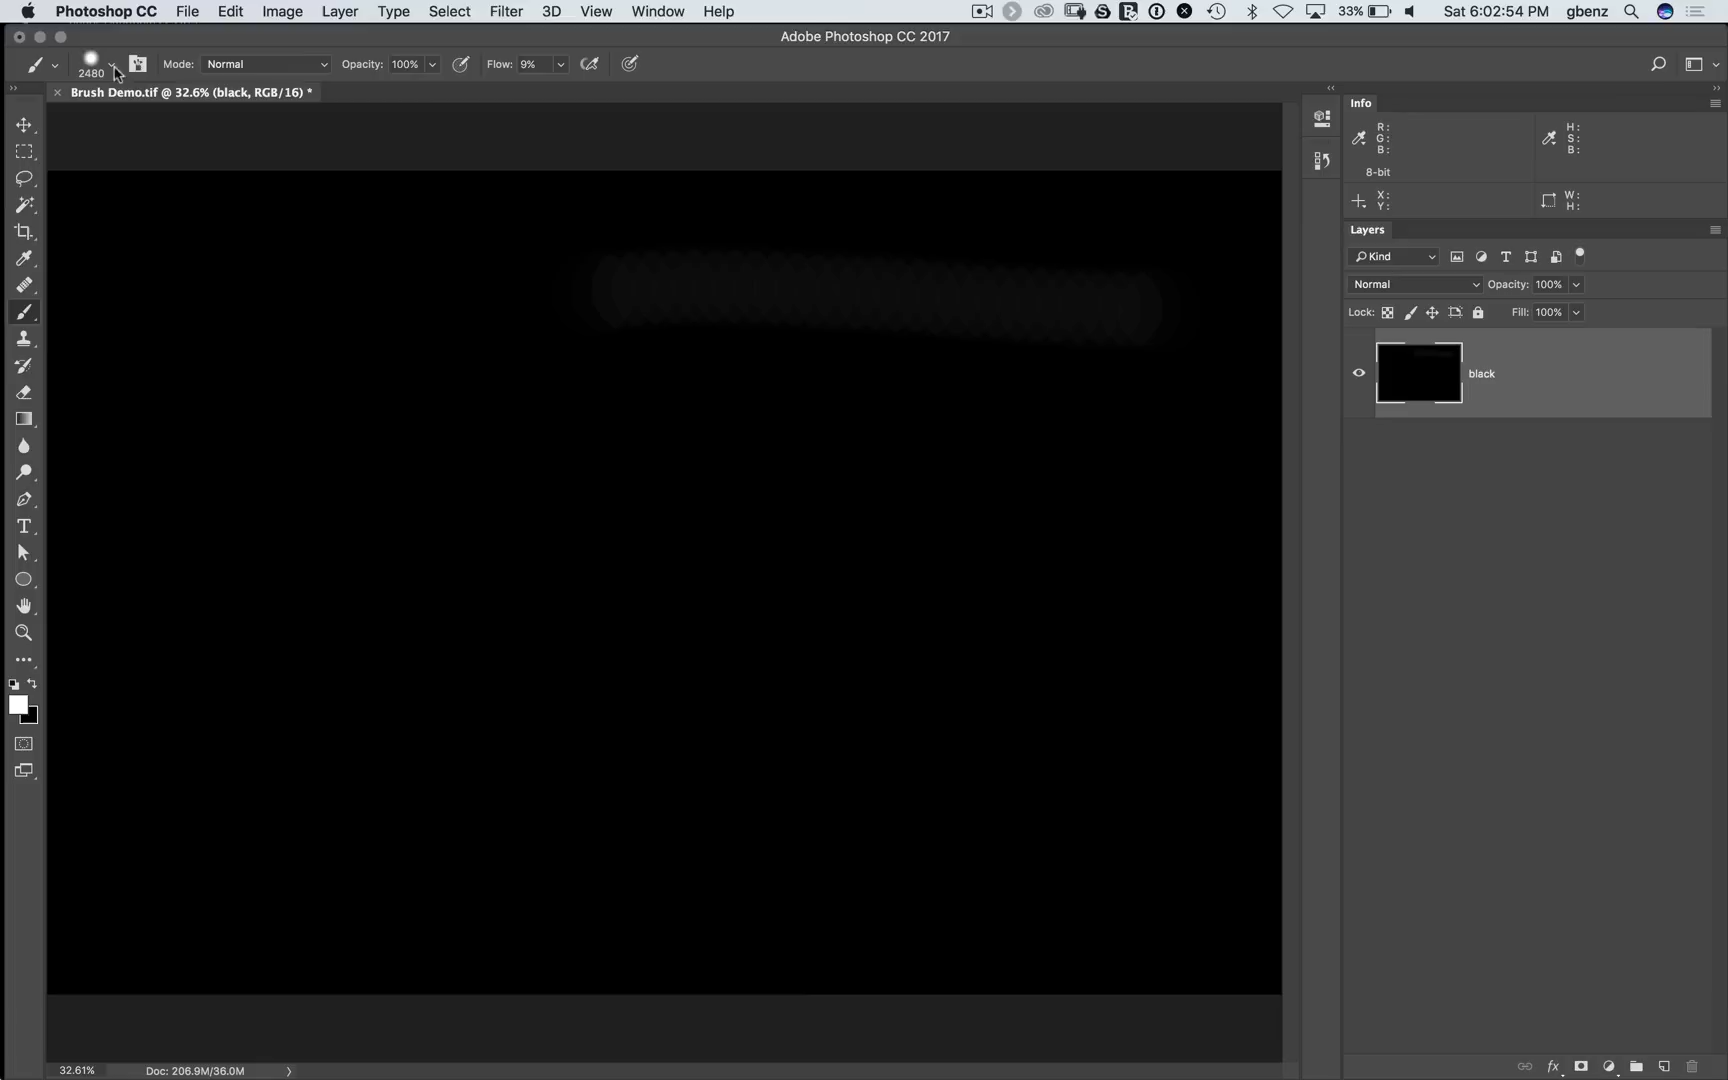 Photoshop CC File Edit Image Layer Type Select Filter 3D View Window Help 33% Sat 6:02:54 PM gbenz
Adobe Photoshop CC 2017
2480 Mode: Normal Opacity: 100% Flow: 9%
Brush Demo.tif @ 32.6% (black, RGB/16) *
Info
R: H:
G: S:
B: B:
8-bit
X: W:
Y: H:
Layers
Kind
Normal Opacity: 100%
Lock: Fill: 100%
black
32.61% Doc: 206.9M/36.0M